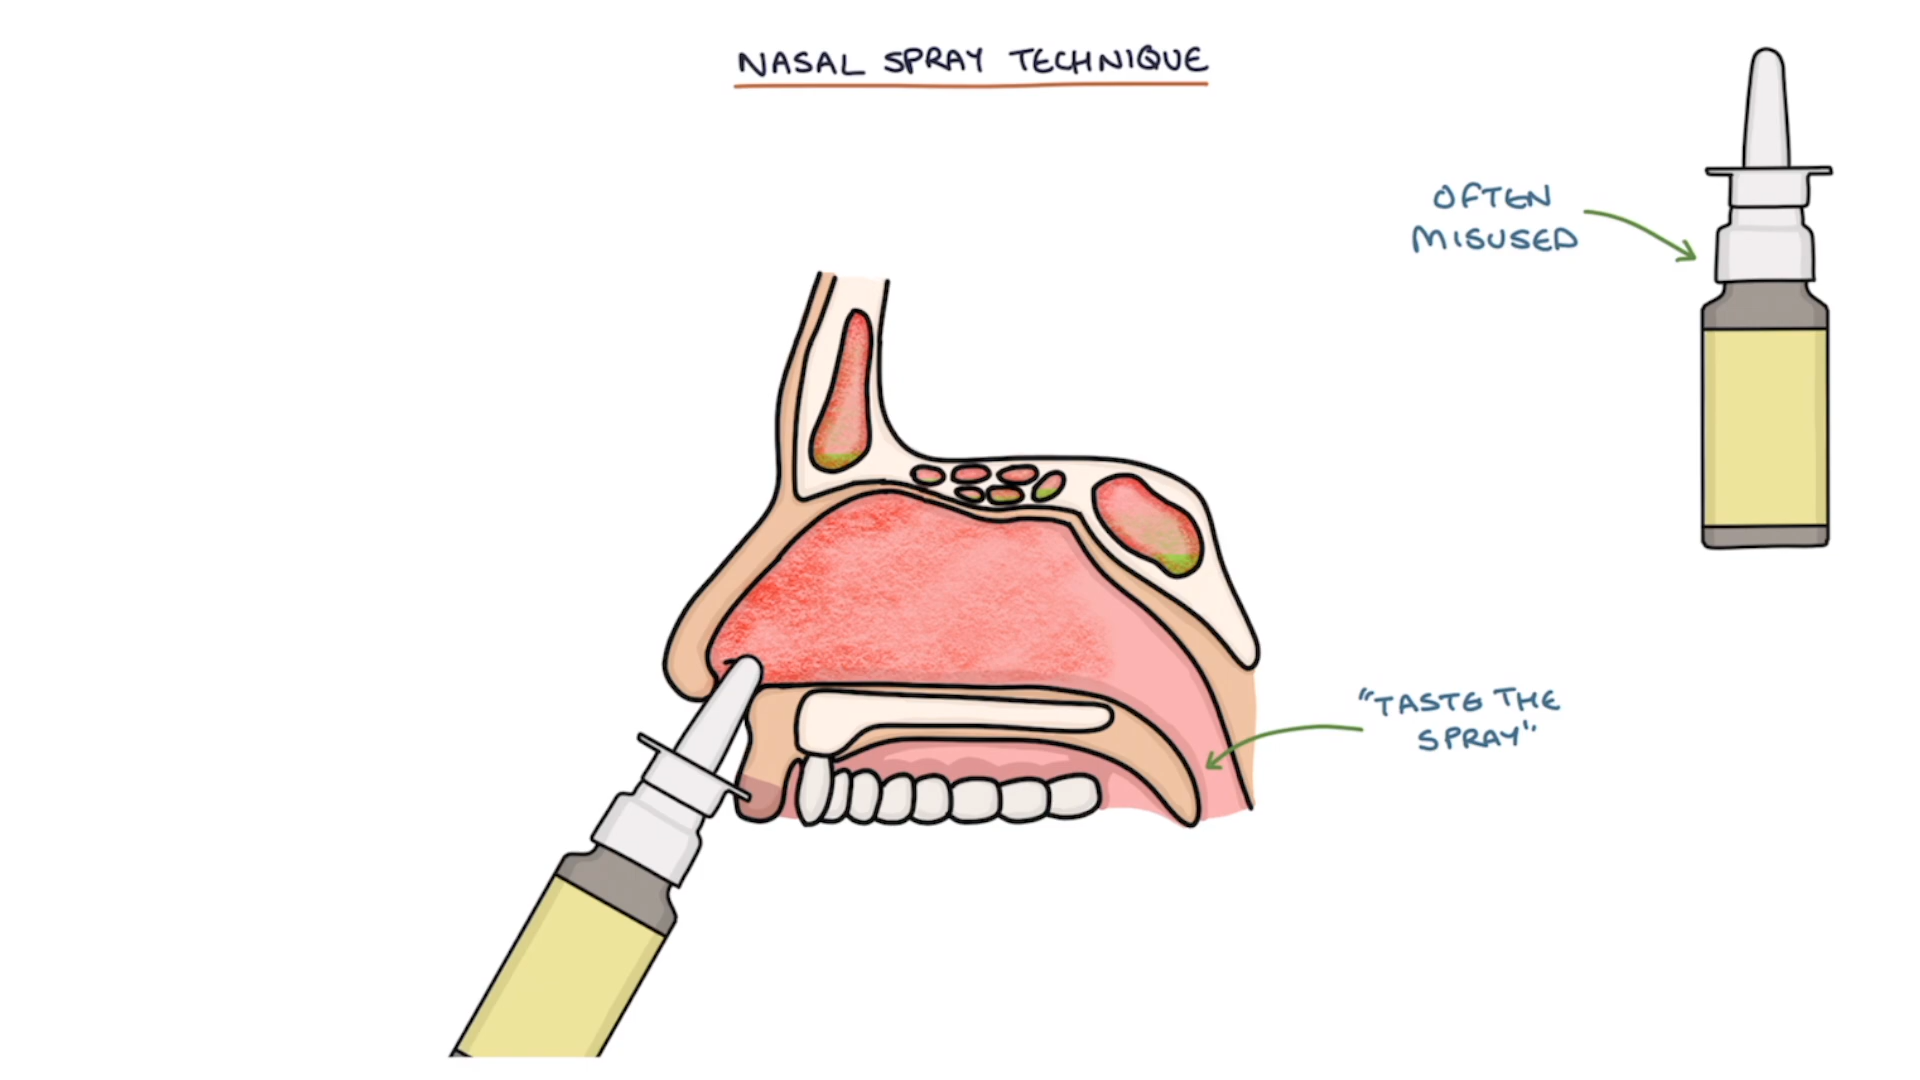 NASAL SPRAY TECHNIQUE
OFTEN
MISUSED
"TASTE THE
SPRAY"